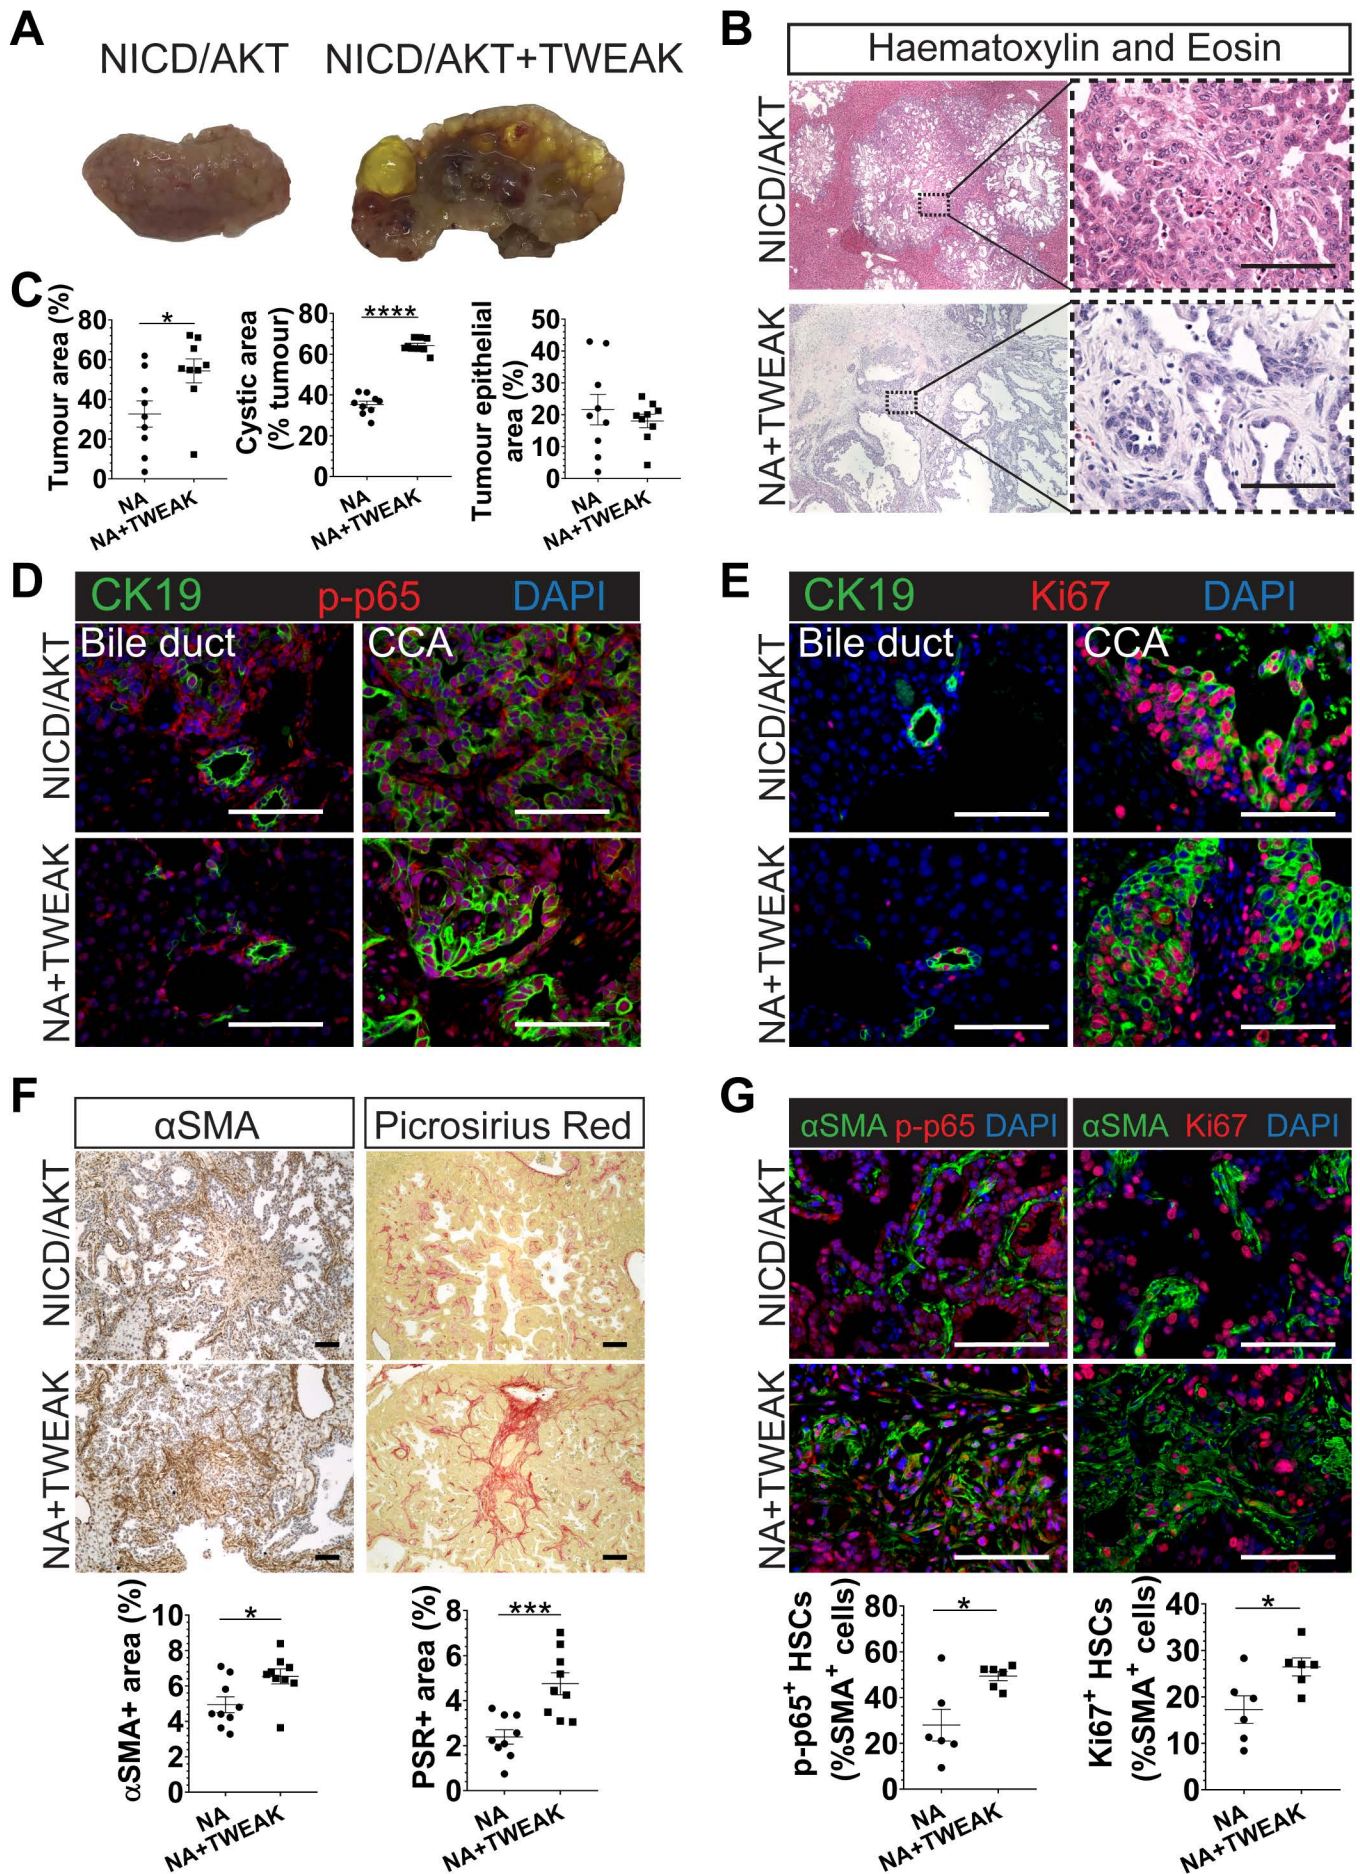 A
NICD/AKT
NICD/AKT+TWEAK
B
Haematoxylin and Eosin
NICD/AKT
NA+TWEAK
C
Tumour area (%)
80
60
40
20
0
NA
NA+TWEAK
*
Cystic area
(% tumour)
80
60
40
20
0
NA
NA+TWEAK
****
Tumour epithelial
area (%)
50
40
30
20
10
0
NA
NA+TWEAK
D
CK19 p-p65 DAPI
Bile duct
CCA
NICD/AKT
NA+TWEAK
E
CK19 Ki67 DAPI
Bile duct
CCA
NICD/AKT
NA+TWEAK
F
αSMA
Picrosirius Red
NICD/AKT
NA+TWEAK
αSMA+ area (%)
10
8
6
4
2
0
NA
NA+TWEAK
*
PSR+ area (%)
8
6
4
2
0
NA
NA+TWEAK
***
G
αSMA p-p65 DAPI
αSMA Ki67 DAPI
NICD/AKT
NA+TWEAK
p-p65⁺ HSCs
(%SMA⁺ cells)
80
60
40
20
0
NA
NA+TWEAK
*
Ki67⁺ HSCs
(%SMA⁺ cells)
40
30
20
10
0
NA
NA+TWEAK
*